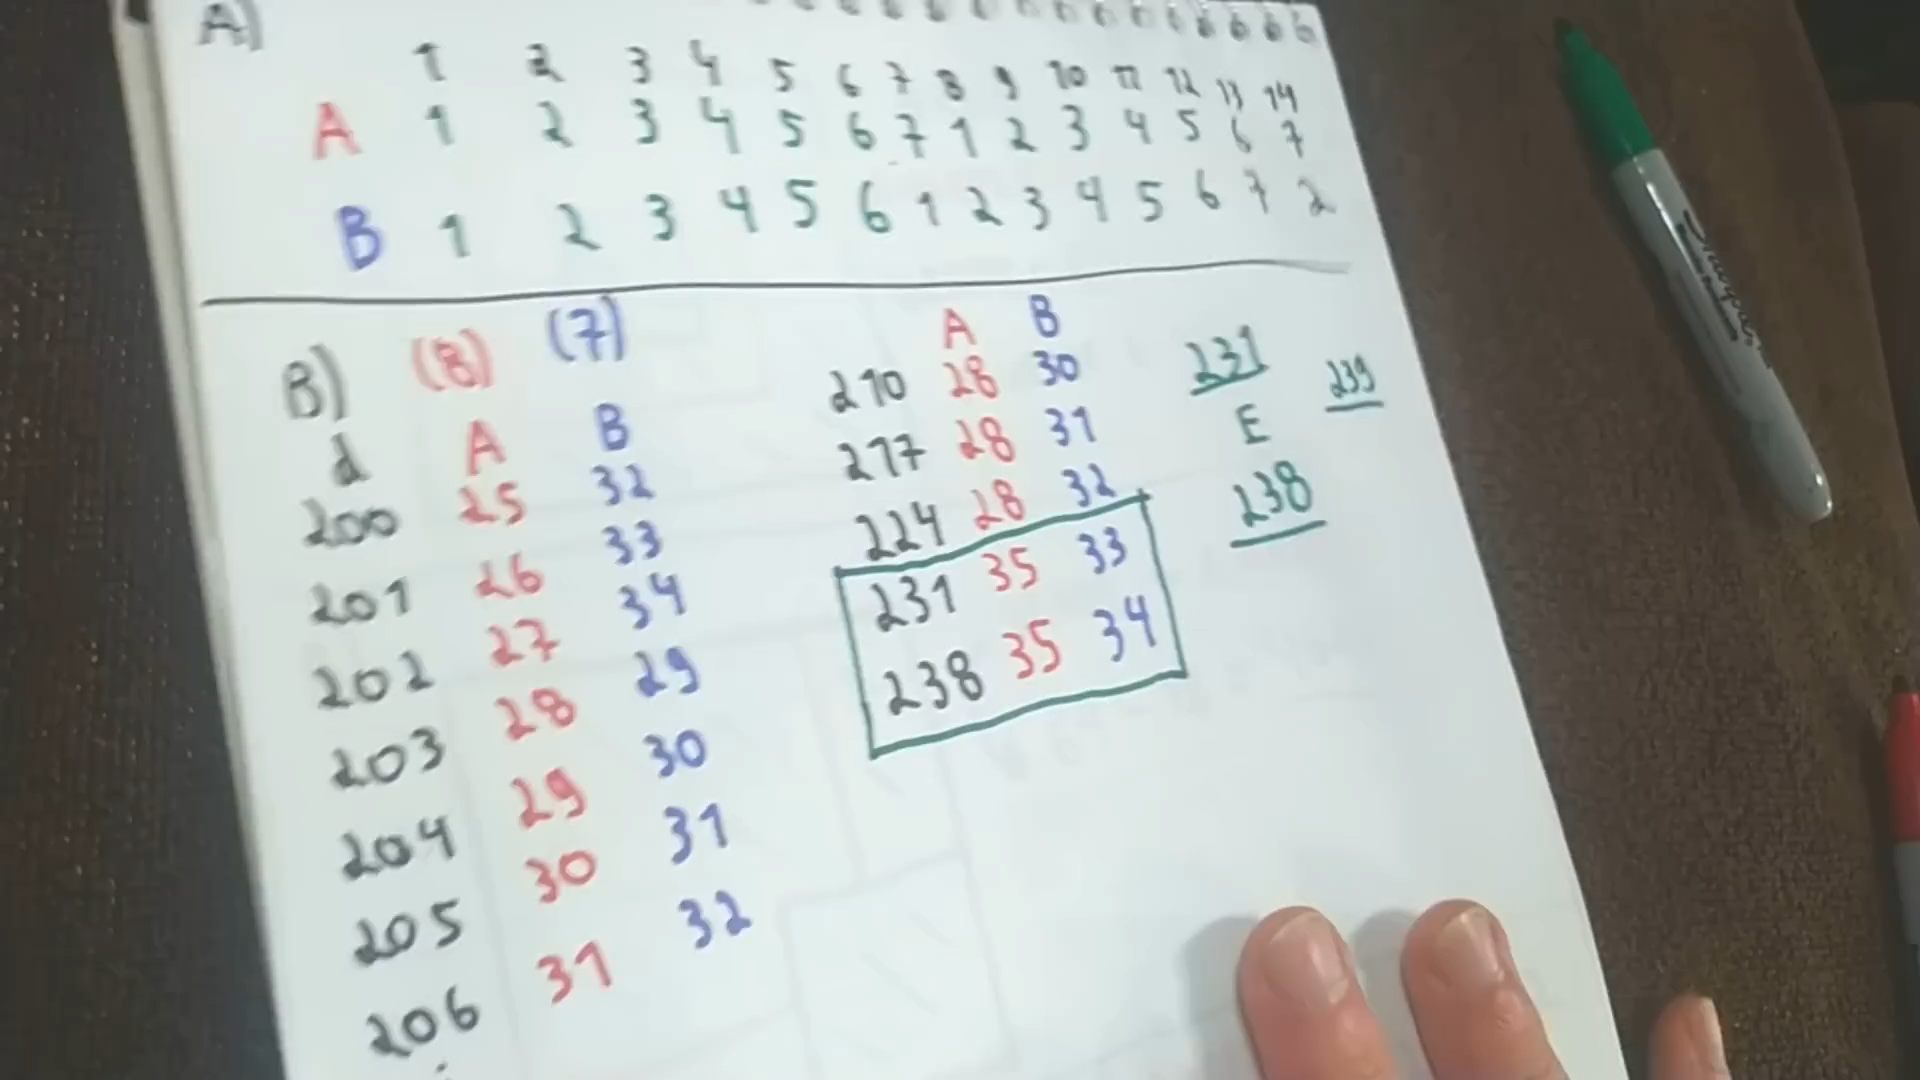 A)
1 2 3 4 5 6 7 8 9 10 11 12 13 14
A 1 2 3 4 5 6 7 1 2 3 4 5 6 7
B 1 2 3 4 5 6 1 2 3 4 5 6 7 2
B) (8) (7)
d A B
200 25 32
201 26 33
202 27 34
203 28 29
204 29 30
205 30 31
206 31 32
A B
210 28 30
217 28 31
224 28 32
231 35 33
238 35 34
231
E
238
239
Sharpie